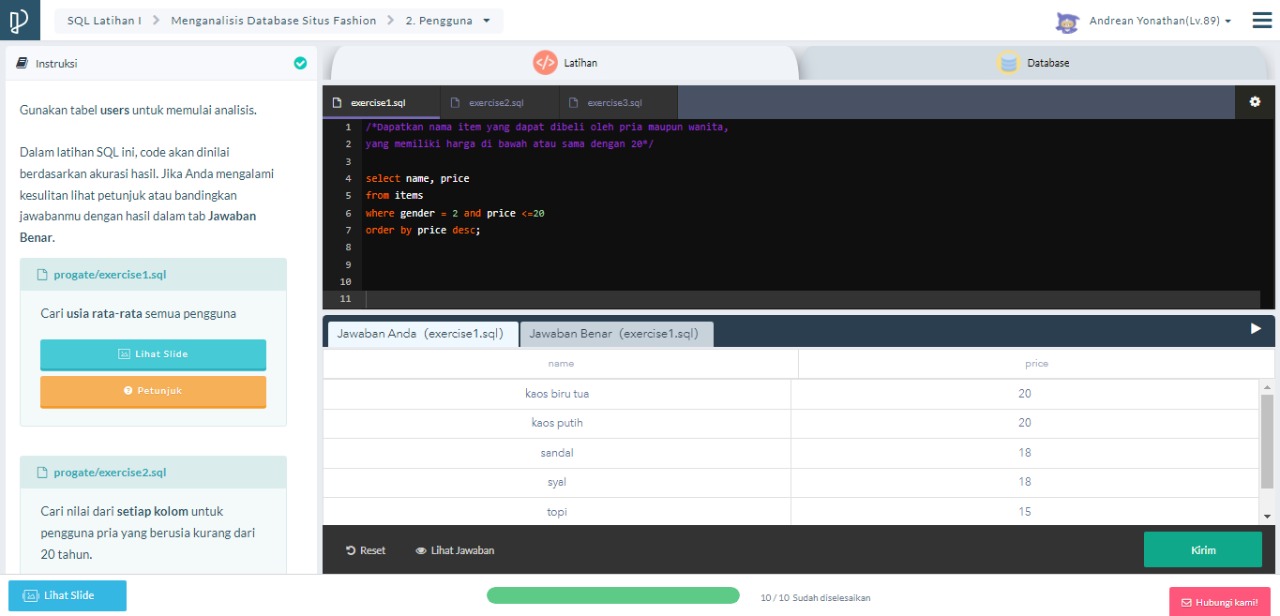 SQL Latihan I
Menganalisis Database Situs Fashion
2. Pengguna
Andrean Yonathan(Lv.89)
Instruksi
Gunakan tabel users untuk memulai analisis.
Dalam latihan SQL ini, code akan dinilai
berdasarkan akurasi hasil. Jika Anda mengalami
kesulitan lihat petunjuk atau bandingkan
jawabanmu dengan hasil dalam tab Jawaban
Benar.
progate/exercise1.sql
Cari usia rata-rata semua pengguna
Lihat Slide
Petunjuk
progate/exercise2.sql
Cari nilai dari setiap kolom untuk
pengguna pria yang berusia kurang dari
20 tahun.
Latihan
Database
exercise1.sql
exercise2.sql
exercise3.sql
1 /*Dapatkan nama item yang dapat dibeli oleh pria maupun wanita,
2 yang memiliki harga di bawah atau sama dengan 20*/
3
4 select name, price
5 from items
6 where gender = 2 and price <=20
7 order by price desc;
8
9
10
11
Jawaban Anda (exercise1.sql)
Jawaban Benar (exercise1.sql)
name price
kaos biru tua 20
kaos putih 20
sandal 18
syal 18
topi 15
Reset
Lihat Jawaban
Kirim
Lihat Slide
10 / 10 Sudah diselesaikan
Hubungi kami!